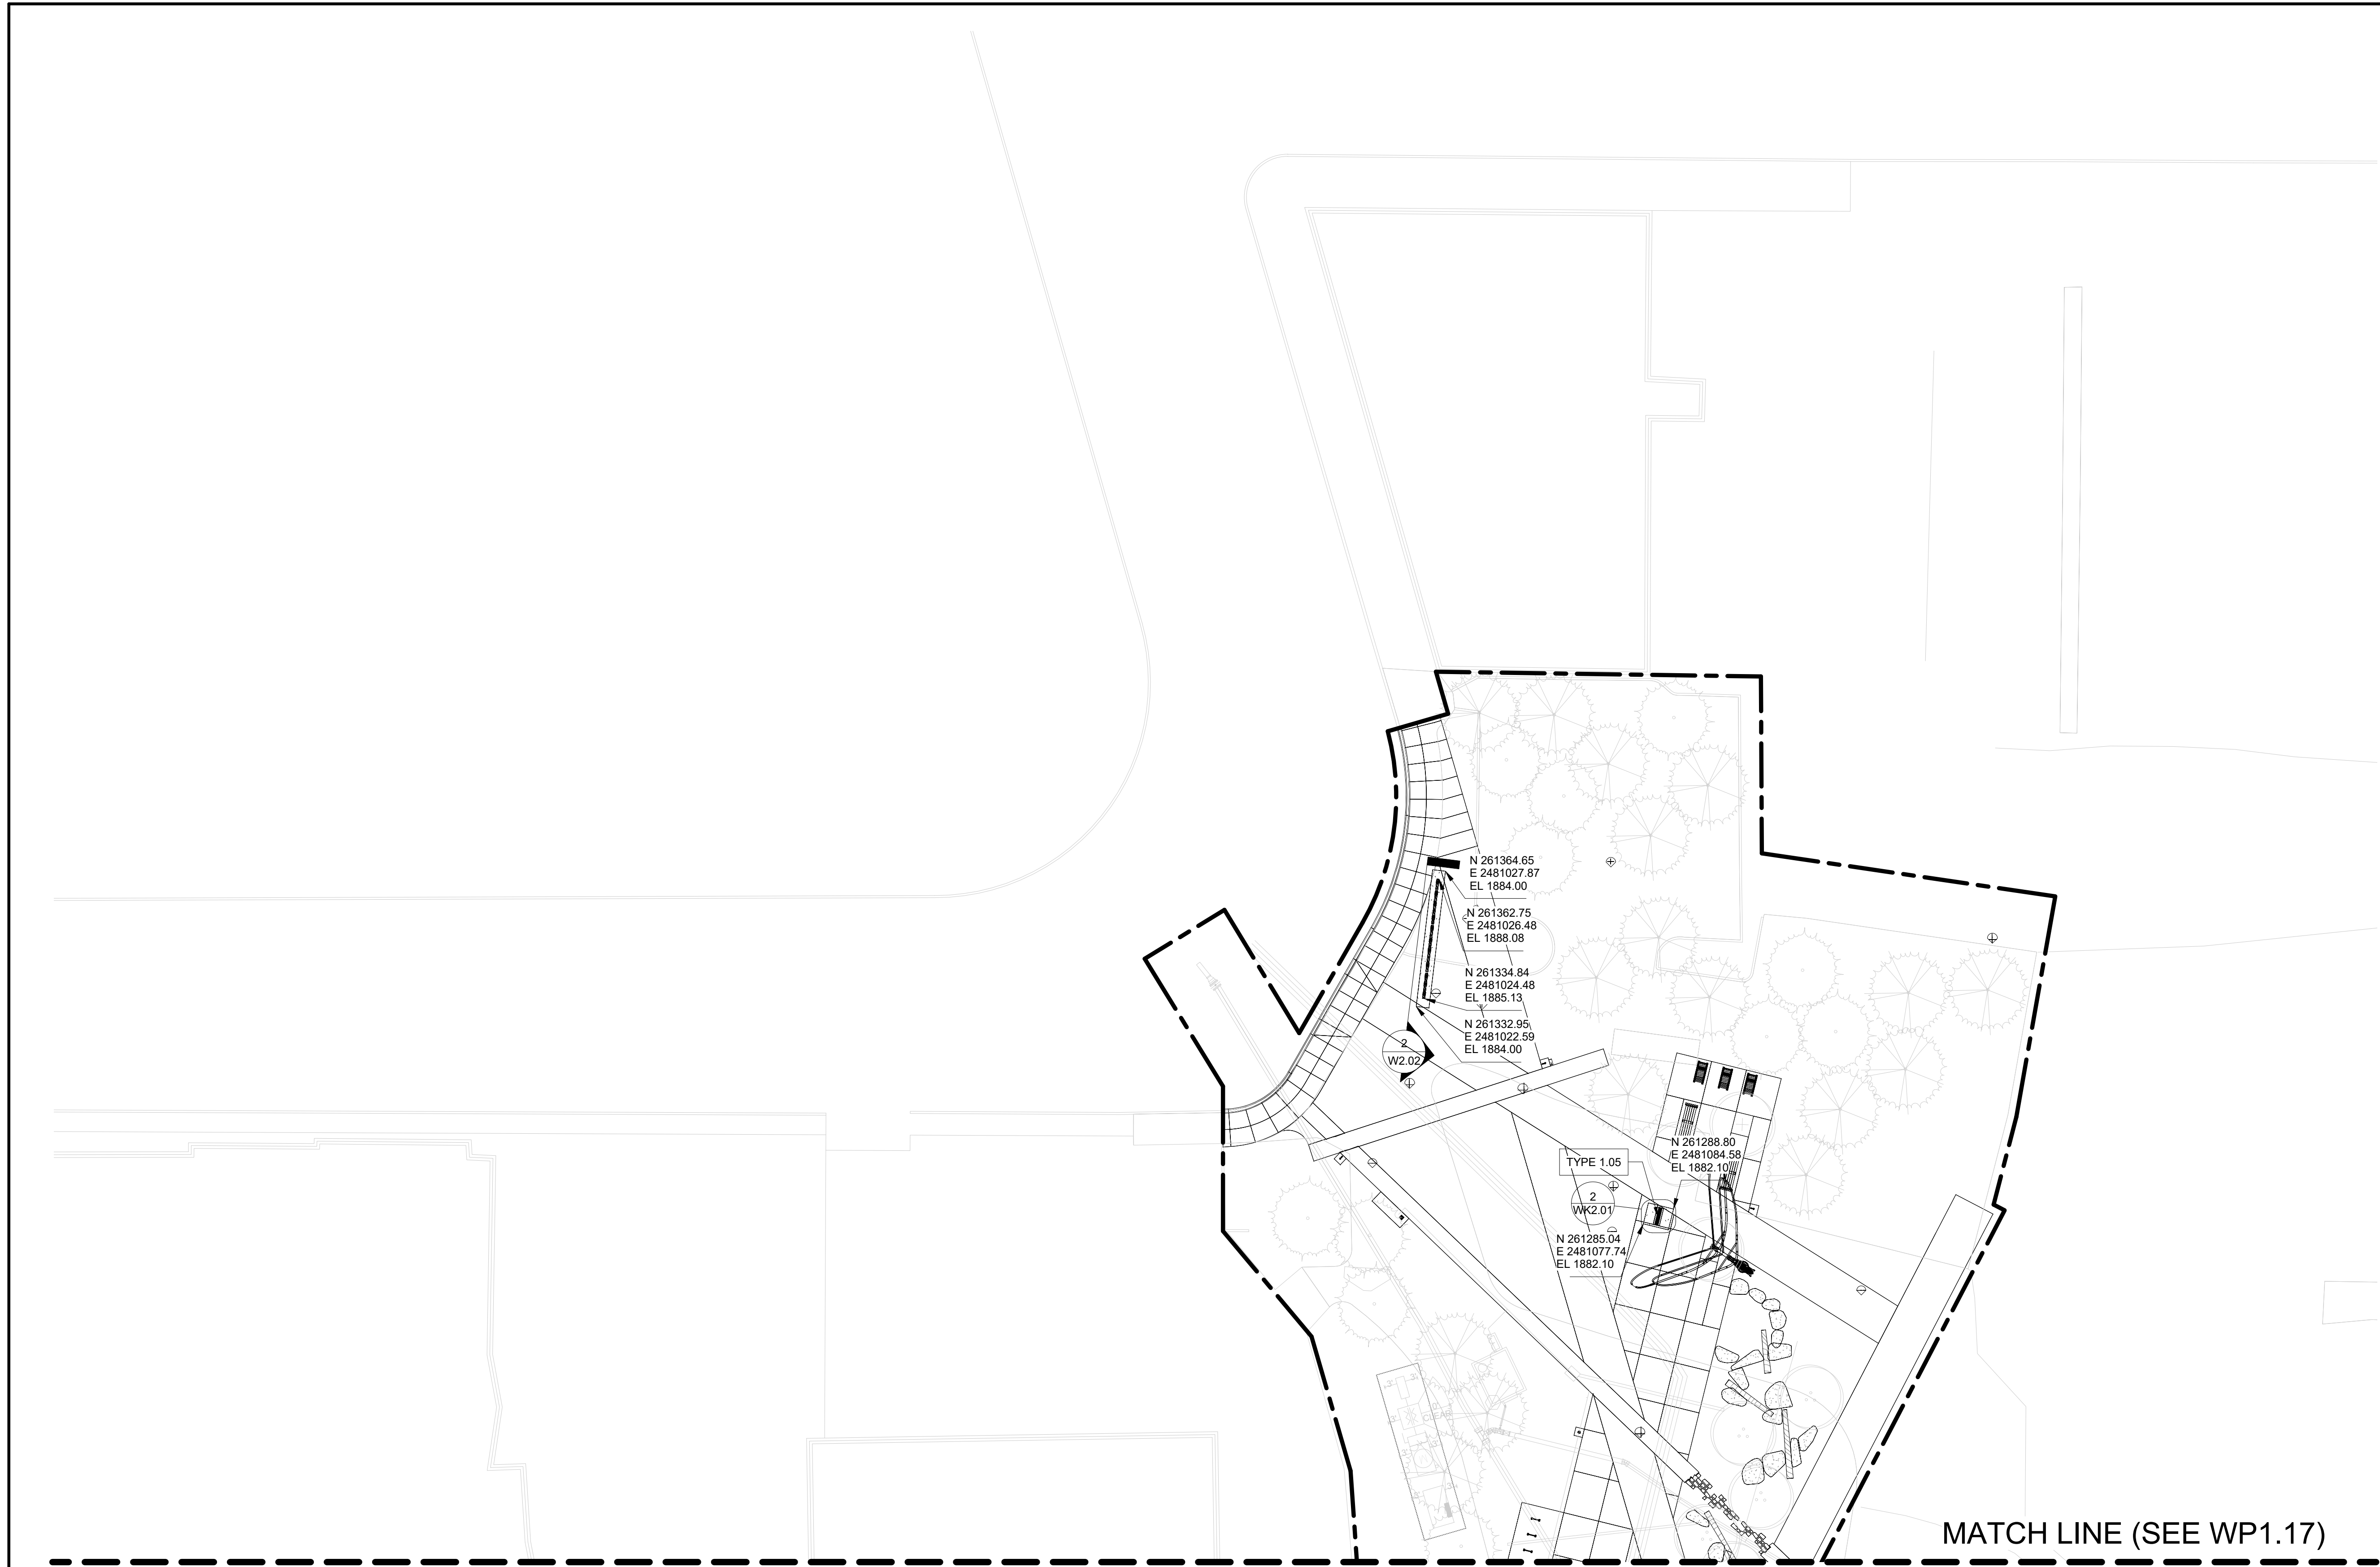 N 261364.65
E 2481027.87
EL 1884.00
N 261362.75
E 2481026.48
EL 1888.08
N 261334.84
E 2481024.48
EL 1885.13
N 261332.95
E 2481022.59
EL 1884.00
2
W2.02
N 261288.80
E 2481084.58
EL 1882.10
TYPE 1.05
2
WK2.01
N 261285.04
E 2481077.74
EL 1882.10
CLEAR
MATCH LINE (SEE WP1.17)